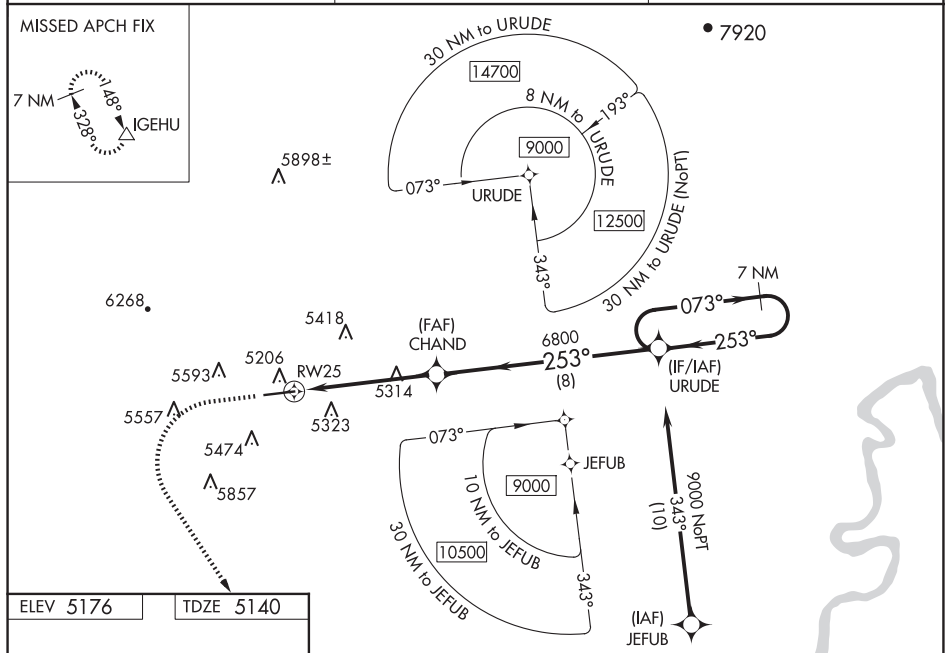 MISSED APCH FIX
7 NM
148°
328°
IGEHU
7920
30 NM to URUDE
14700
8 NM to URUDE
193°
9000
073°
URUDE
12500
30 NM to URUDE (NoPT)
343°
5898±
6268
5418
(FAF)
CHAND
6800
253°
(8)
7 NM
073°
253°
(IF/IAF)
URUDE
5593
5206
RW25
5314
5557
5323
5474
5857
073°
JEFUB
9000
10 NM to JEFUB
10500
30 NM to JEFUB
343°
9000 NoPT
343°
(10)
(IAF)
JEFUB
ELEV 5176
TDZE 5140